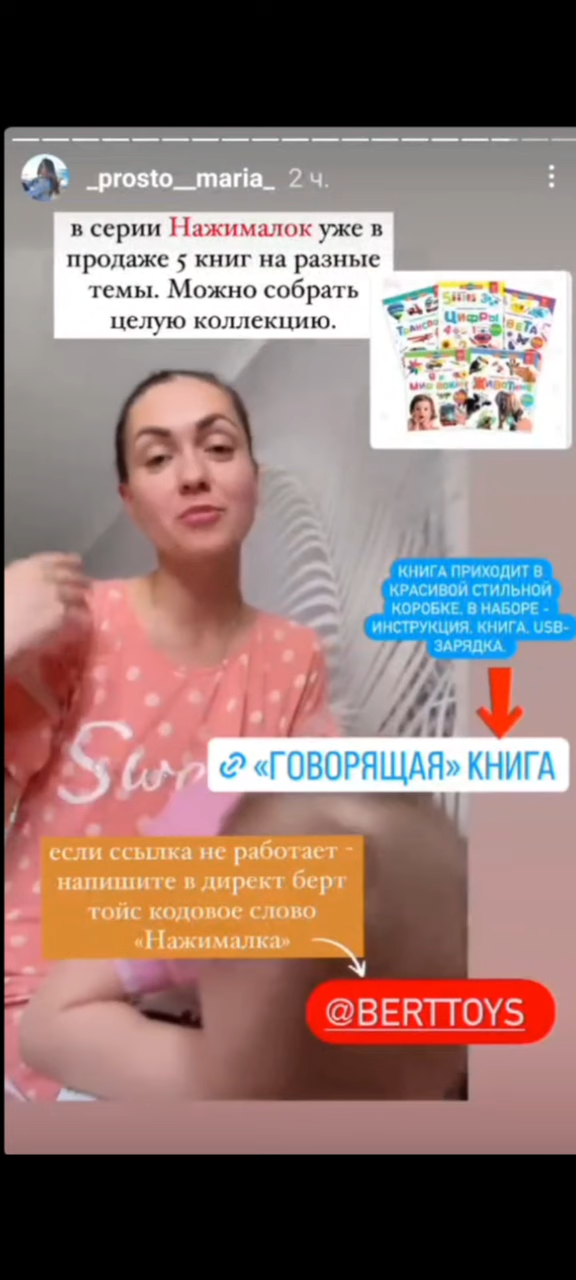 _prosto__maria_ 2 ч.
в серии Нажималок уже в
продаже 5 книг на разные
темы. Можно собрать
целую коллекцию.
ЦИФРЫ
КНИГА ПРИХОДИТ В
КРАСИВОЙ СТИЛЬНОЙ
КОРОБКЕ. В НАБОРЕ -
ИНСТРУКЦИЯ, КНИГА, USB-
ЗАРЯДКА.
«ГОВОРЯЩАЯ» КНИГА
если ссылка не работает -
напишите в директ берт
тойс кодовое слово
«Нажималка»
@BERTTOYS